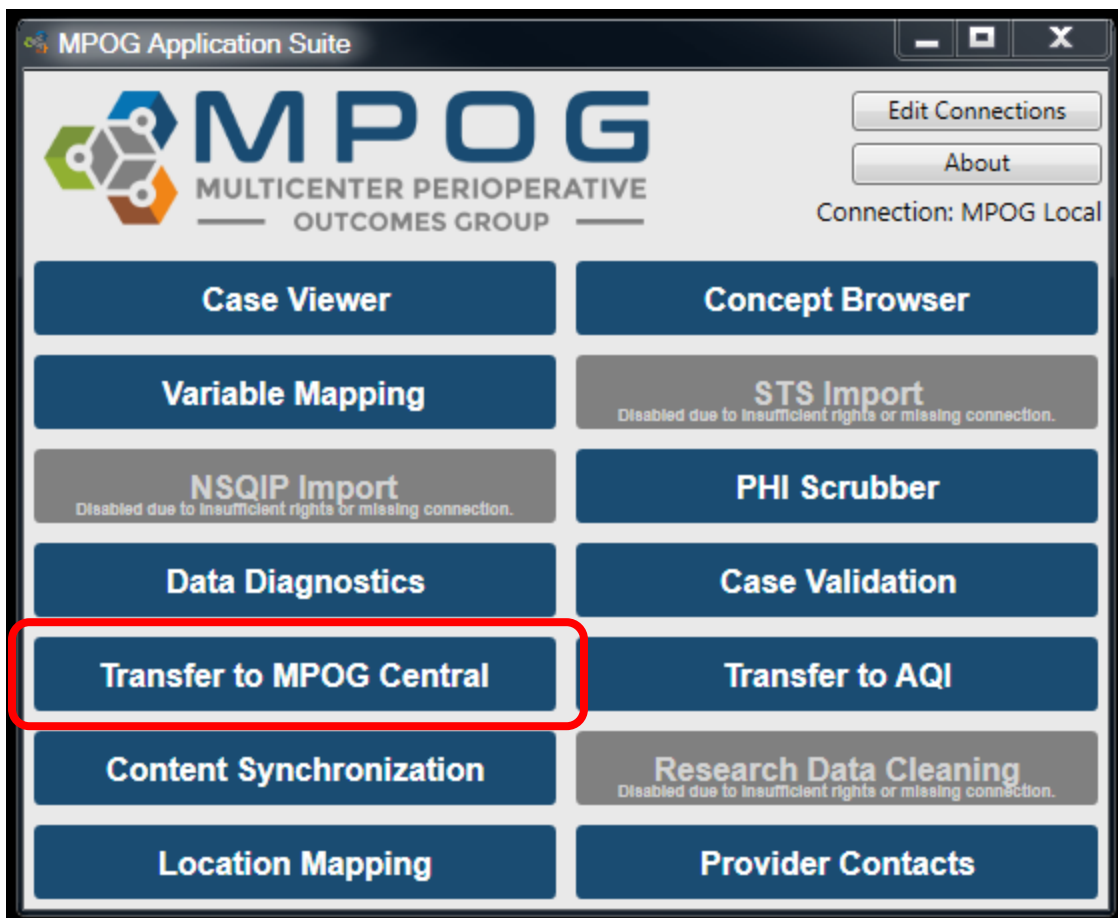 MPOG Application Suite
X
MPOG
MULTICENTER PERIOPERATIVE
OUTCOMES GROUP
Edit Connections
About
Connection: MPOG Local
Case Viewer
Concept Browser
Variable Mapping
STS Import
Disabled due to insufficient rights or missing connection.
NSQIP Import
Disabled due to insufficient rights or missing connection.
PHI Scrubber
Data Diagnostics
Case Validation
Transfer to MPOG Central
Transfer to AQI
Content Synchronization
Research Data Cleaning
Disabled due to insufficient rights or missing connection.
Location Mapping
Provider Contacts